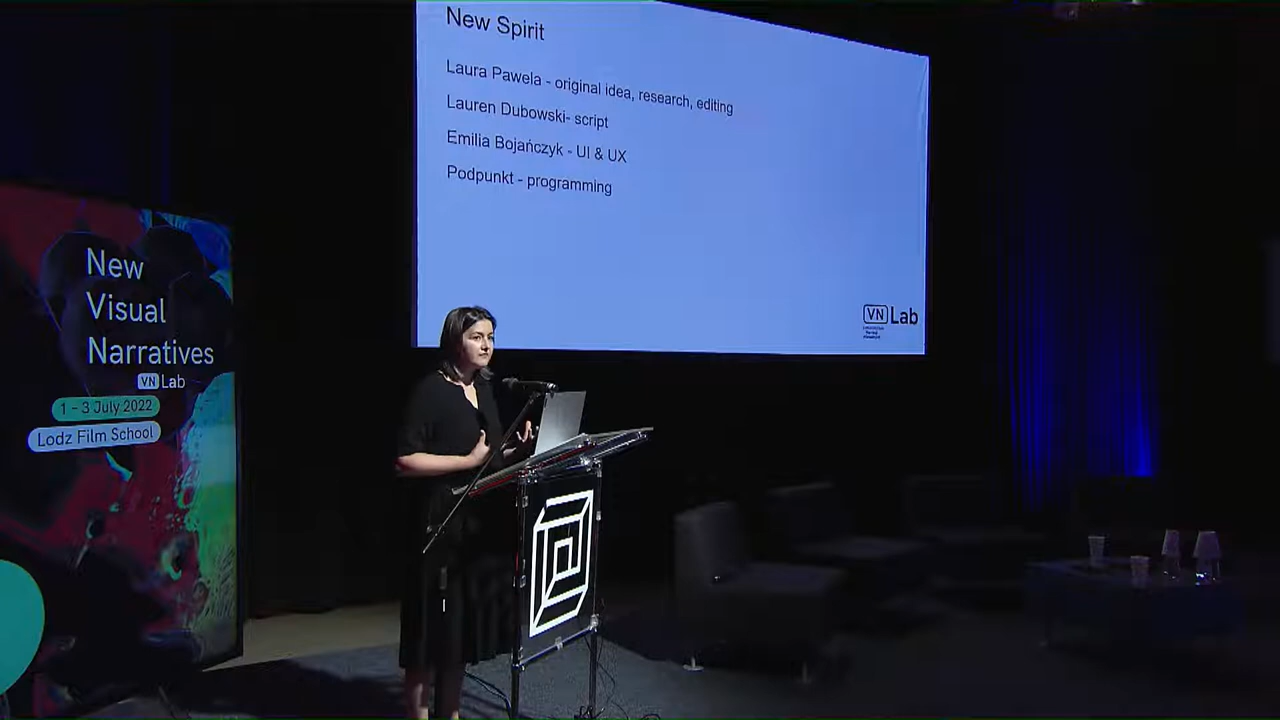 New Spirit
Laura Pawela - original idea, research, editing
Lauren Dubowski- script
Emilia Bojańczyk - UI & UX
Podpunkt - programming
VN Lab
New
Visual
Narratives
VN Lab
1 – 3 July 2022
Lodz Film School